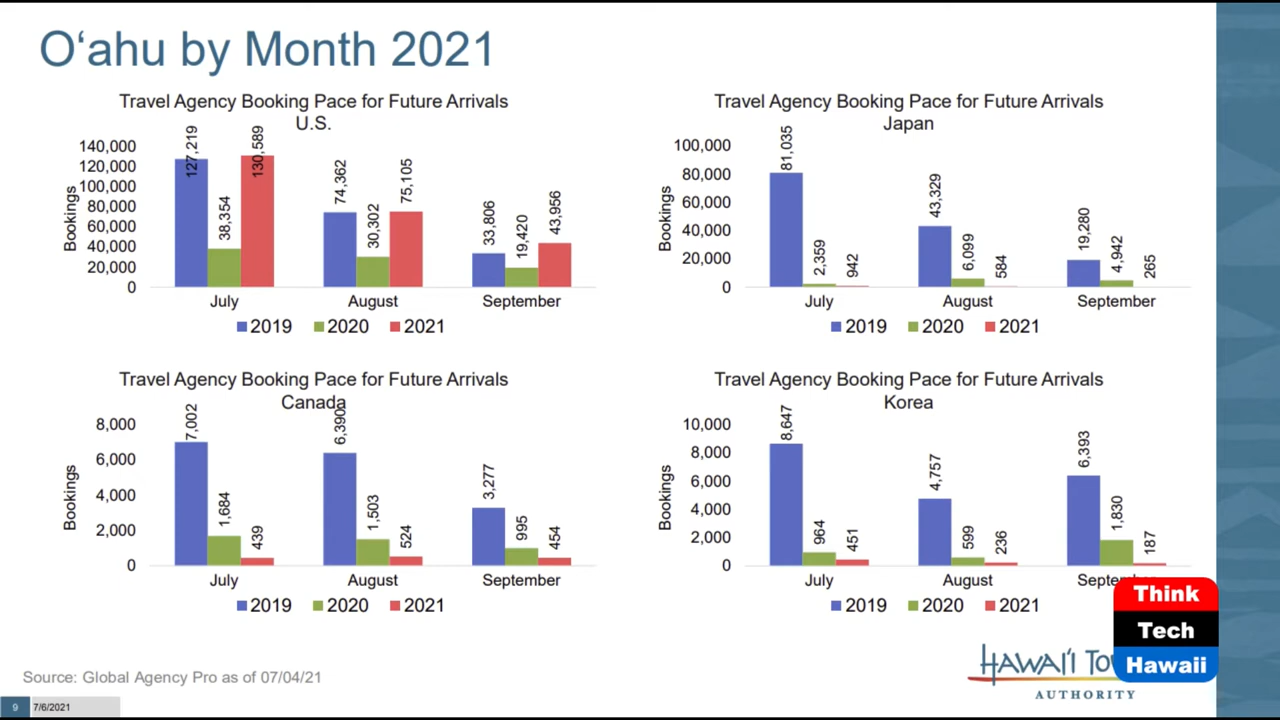 Oʻahu by Month 2021
Travel Agency Booking Pace for Future Arrivals
U.S.
Bookings
140,000
120,000
100,000
80,000
60,000
40,000
20,000
0
127,219
38,354
130,589
74,362
30,302
75,105
33,806
19,420
43,956
July August September
2019 2020 2021
Travel Agency Booking Pace for Future Arrivals
Japan
Bookings
100,000
80,000
60,000
40,000
20,000
0
81,035
2,359
942
43,329
6,099
584
19,280
4,942
265
July August September
2019 2020 2021
Travel Agency Booking Pace for Future Arrivals
Canada
Bookings
8,000
6,000
4,000
2,000
0
7,002
1,684
439
6,390
1,503
524
3,277
995
454
July August September
2019 2020 2021
Travel Agency Booking Pace for Future Arrivals
Korea
Bookings
10,000
8,000
6,000
4,000
2,000
0
8,647
964
451
4,757
599
236
6,393
1,830
187
July August
2019 2020 2021
Source: Global Agency Pro as of 07/04/21
HAWAIʻI
AUTHORITY
Think
Tech
Hawaii
9 7/6/2021